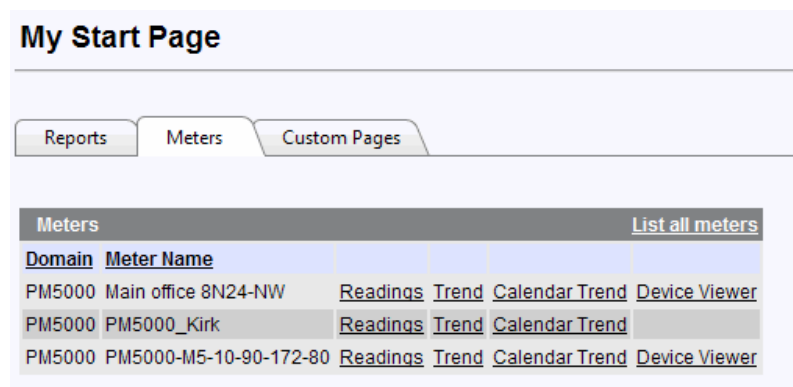 My Start Page
Reports Meters Custom Pages
Meters List all meters
Domain Meter Name
PM5000 Main office 8N24-NW Readings Trend Calendar Trend Device Viewer
PM5000 PM5000_Kirk Readings Trend Calendar Trend
PM5000 PM5000-M5-10-90-172-80 Readings Trend Calendar Trend Device Viewer